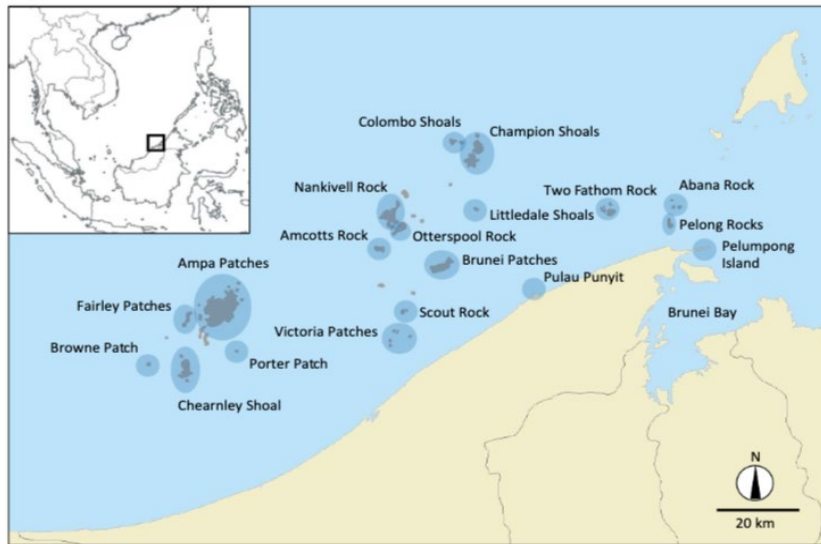 Colombo Shoals
Champion Shoals
Nankivell Rock
Two Fathom Rock
Abana Rock
Littledale Shoals
Pelong Rocks
Amcotts Rock
Otterspool Rock
Pelumpong
Island
Ampa Patches
Brunei Patches
Pulau Punyit
Fairley Patches
Scout Rock
Brunei Bay
Victoria Patches
Browne Patch
Porter Patch
Chearnley Shoal
N
20 km